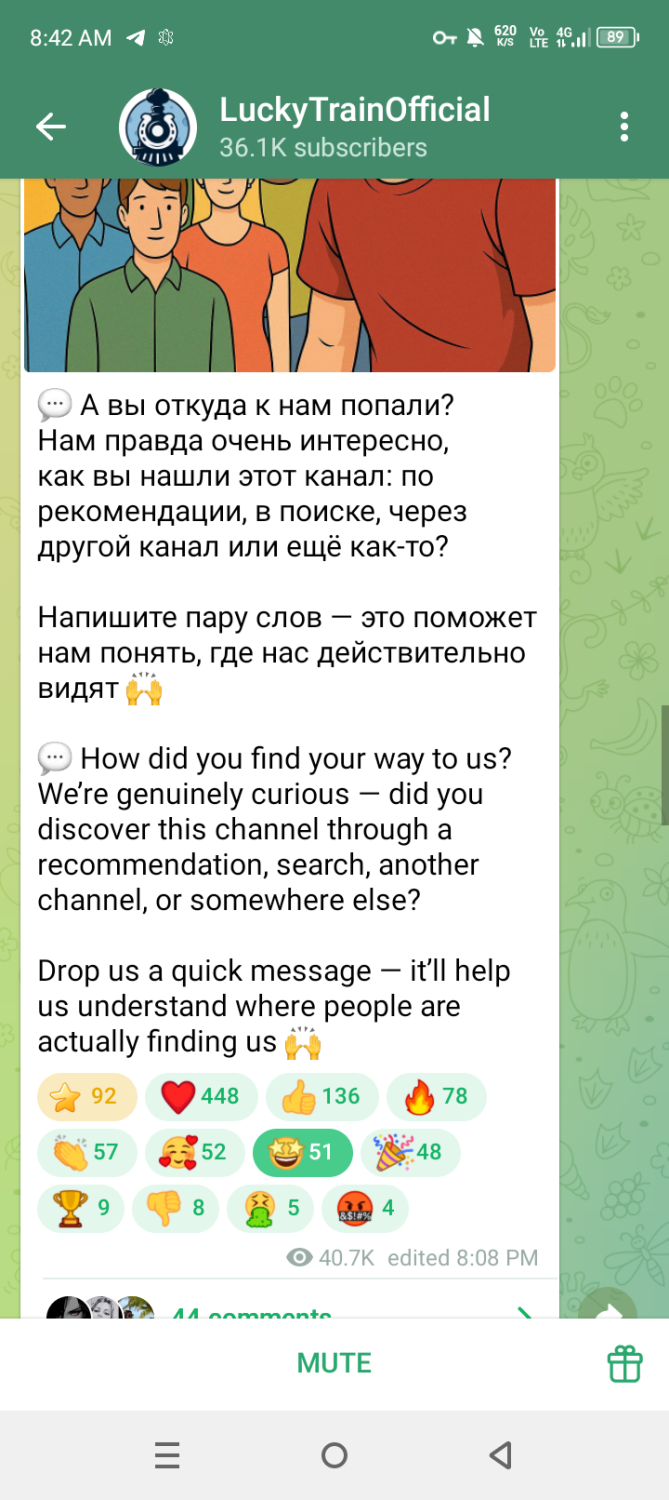 8:42 AM
620 K/S Vo LTE 4G 89
LuckyTrainOfficial
36.1K subscribers
💬 А вы откуда к нам попали?
Нам правда очень интересно,
как вы нашли этот канал: по
рекомендации, в поиске, через
другой канал или ещё как-то?
Напишите пару слов — это поможет
нам понять, где нас действительно
видят 🙌
💬 How did you find your way to us?
We’re genuinely curious — did you
discover this channel through a
recommendation, search, another
channel, or somewhere else?
Drop us a quick message — it’ll help
us understand where people are
actually finding us 🙌
⭐ 92 ❤️ 448 👍 136 🔥 78
👏 57 🥰 52 🤩 51 🎉 48
🏆 9 👎 8 🤮 5 🤬 4
40.7K edited 8:08 PM
44 comments
MUTE